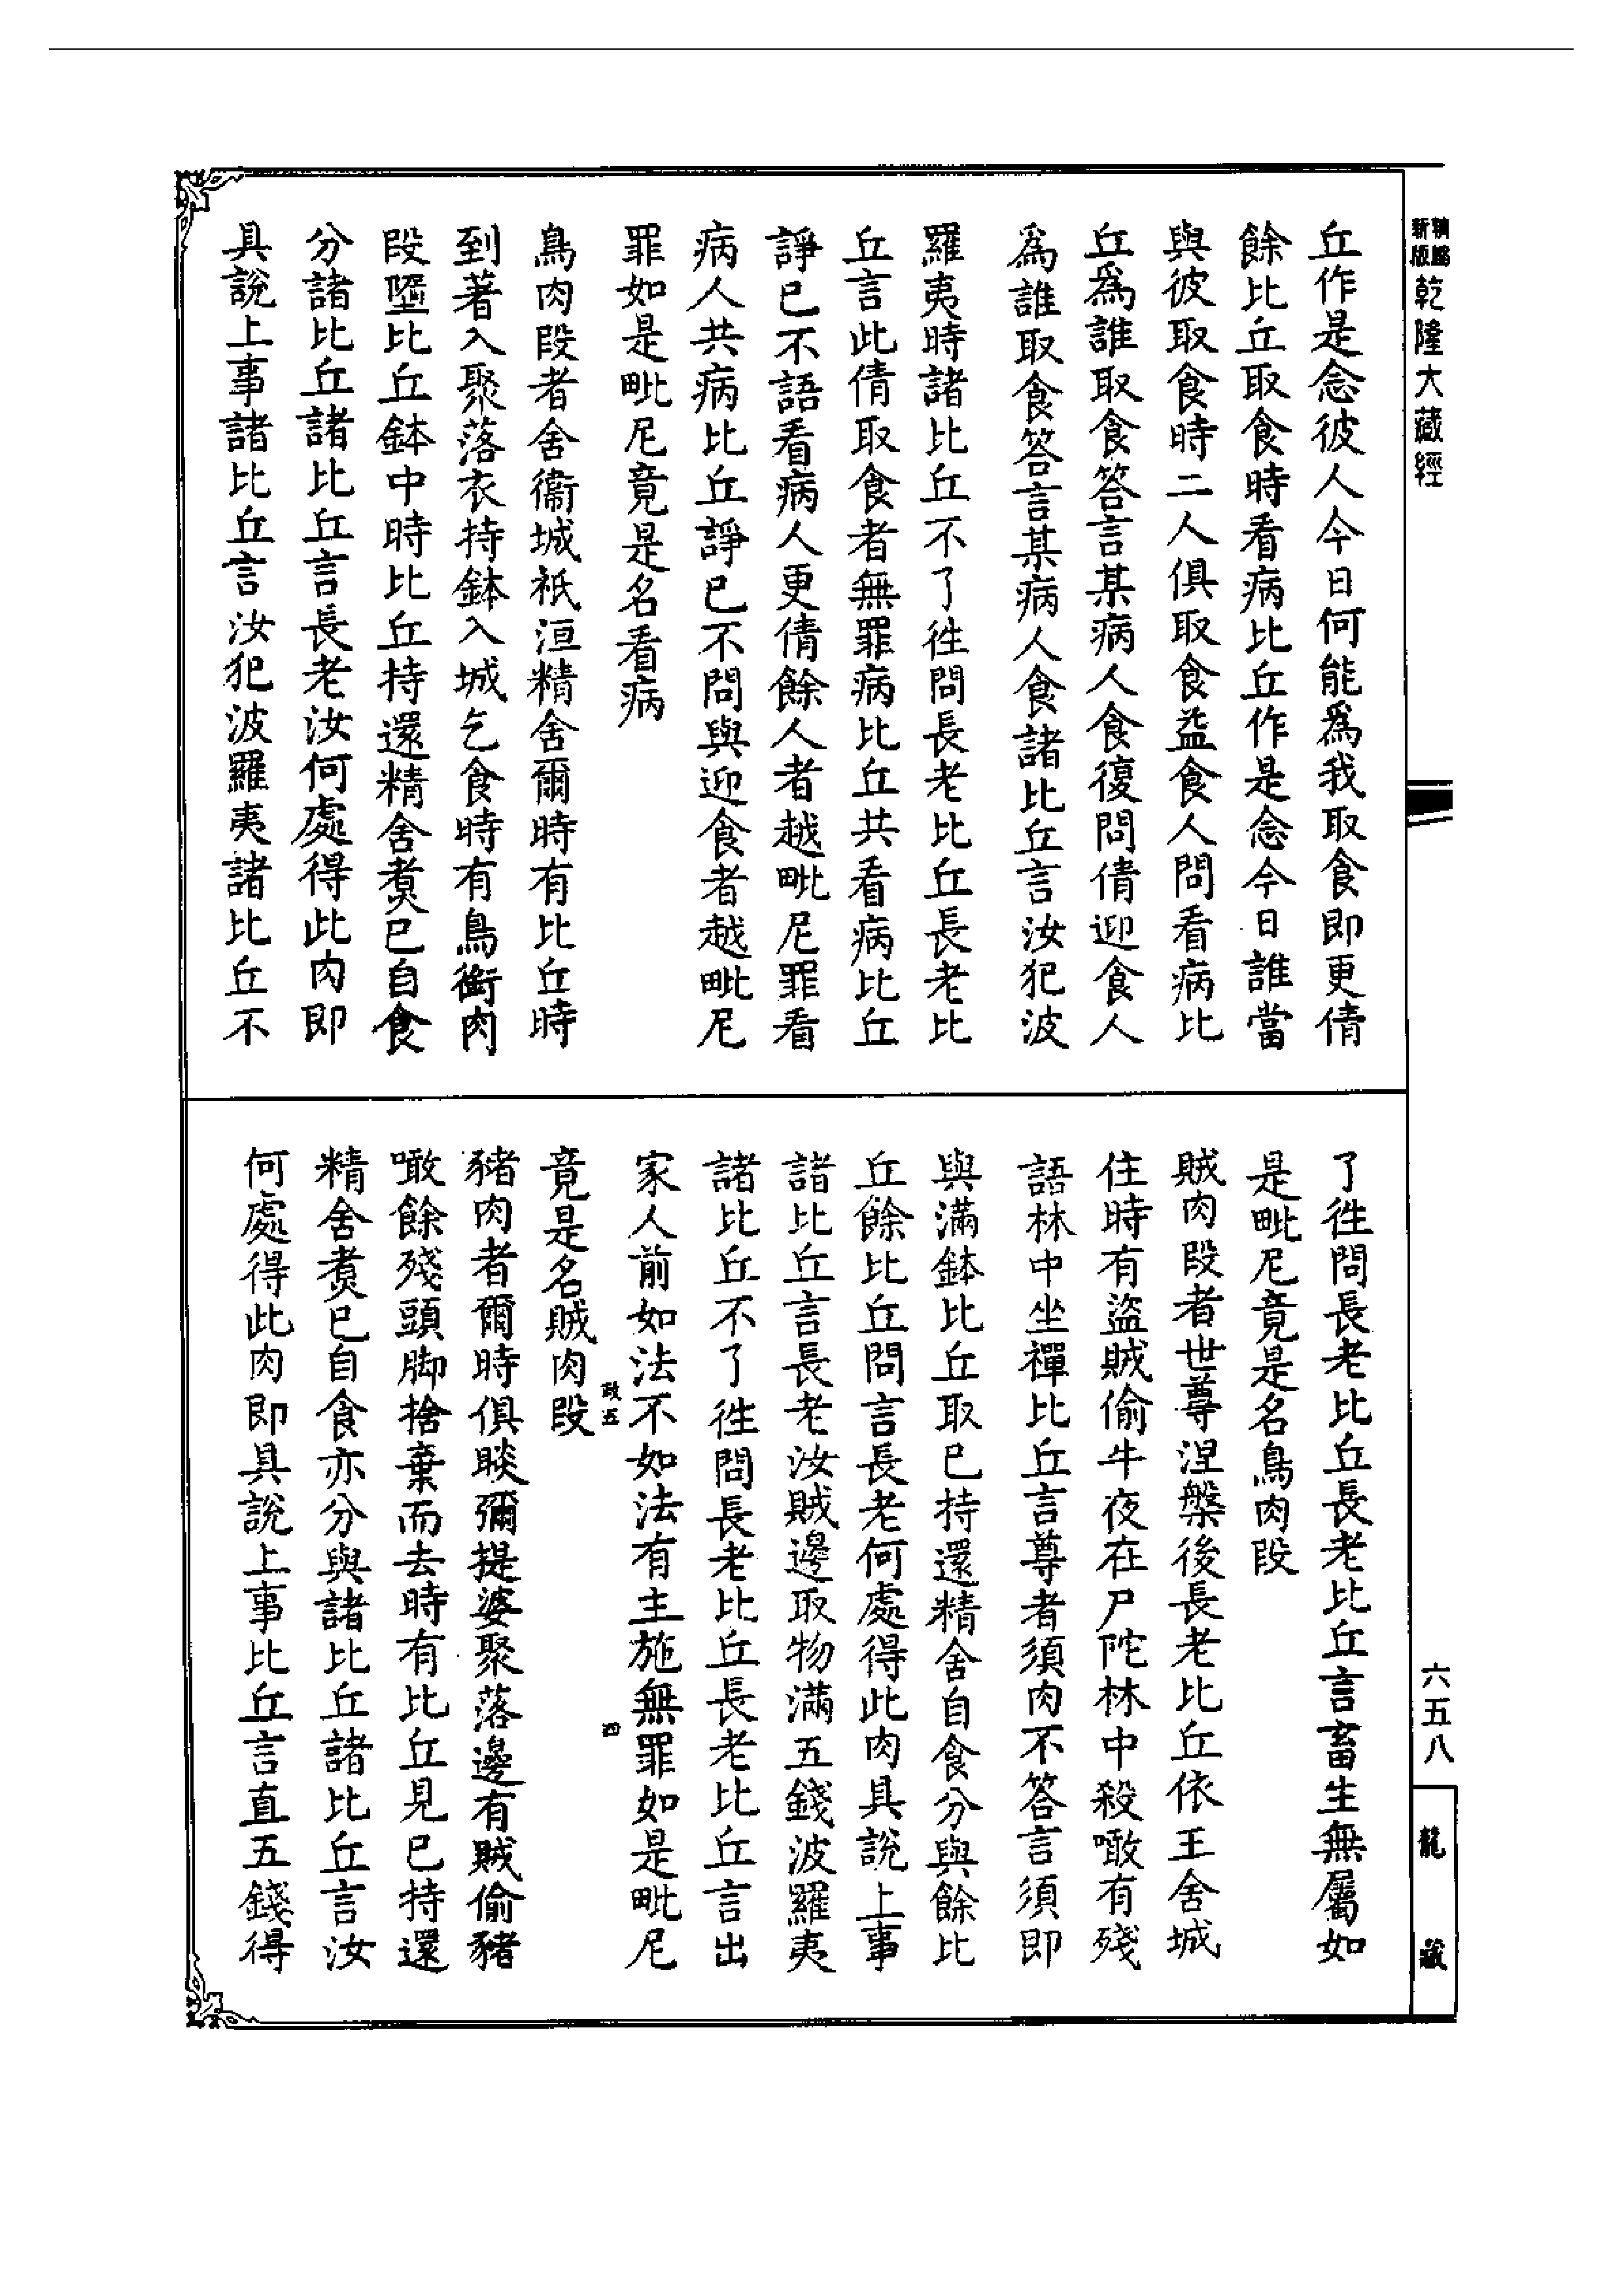 新版
乾隆大藏經
六五八
龍藏
丘作是念彼人今日何能爲我取食即更倩
餘比丘取食時看病比丘作是念今日誰當
與彼取食時二人俱取食益食人問看病比
丘爲誰取食答言某病人食復問倩迎食人
爲誰取食答言某病人食諸比丘言汝犯波
羅夷時諸比丘不了徃問長老比丘長老比
丘言此倩取食者無罪病比丘共看病比丘
諍已不語看病人更倩餘人者越毗尼罪看
病人共病比丘諍已不問與迎食者越毗尼
罪如是毗尼竟是名看病
鳥肉段者舍衞城祇洹精舍爾時有比丘時
到著入聚落衣持鉢入城乞食時有鳥銜肉
段墮比丘鉢中時比丘持還精舍煑已自食
分諸比丘諸比丘言長老汝何處得此肉即
具說上事諸比丘言汝犯波羅夷諸比丘不
了徃問長老比丘長老比丘言畜生無屬如
是毗尼竟是名鳥肉段
賊肉段者世尊涅槃後長老比丘依王舍城
住時有盜賊偷牛夜在尸陀林中殺噉有殘
語林中坐禪比丘言尊者須肉不答言須即
與滿鉢比丘取已持還精舍自食分與餘比
丘餘比丘問言長老何處得此肉具說上事
諸比丘言長老汝賊邊取物滿五錢波羅夷
諸比丘不了徃問長老比丘長老比丘言出
家人前如法不如法有主施無罪如是毗尼
政五
四
竟是名賊肉段
豬肉者爾時俱睒彌提婆聚落邊有賊偷豬
噉餘殘頭脚捨棄而去時有比丘見已持還
精舍煑已自食亦分與諸比丘諸比丘言汝
何處得此肉即具說上事比丘言直五錢得